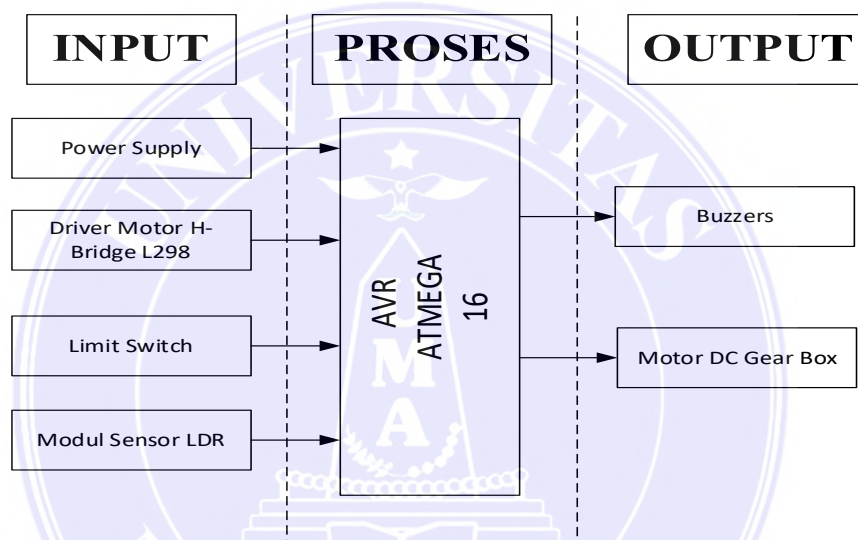 INPUT
PROSES
OUTPUT
Power Supply
Driver Motor H-
Bridge L298
Limit Switch
Modul Sensor LDR
AVR
ATMEGA
16
Buzzers
Motor DC Gear Box
UNIVERSITAS
U
M
A